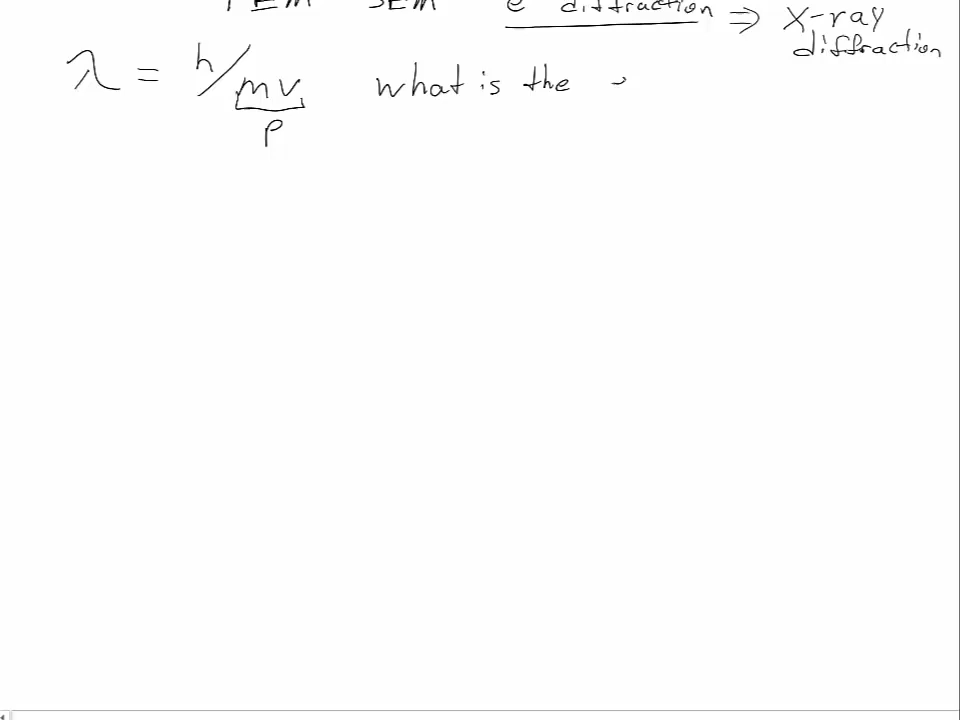 TEM SEM e diffraction ⇒ X-ray
diffraction
λ = h/mv what is the
p